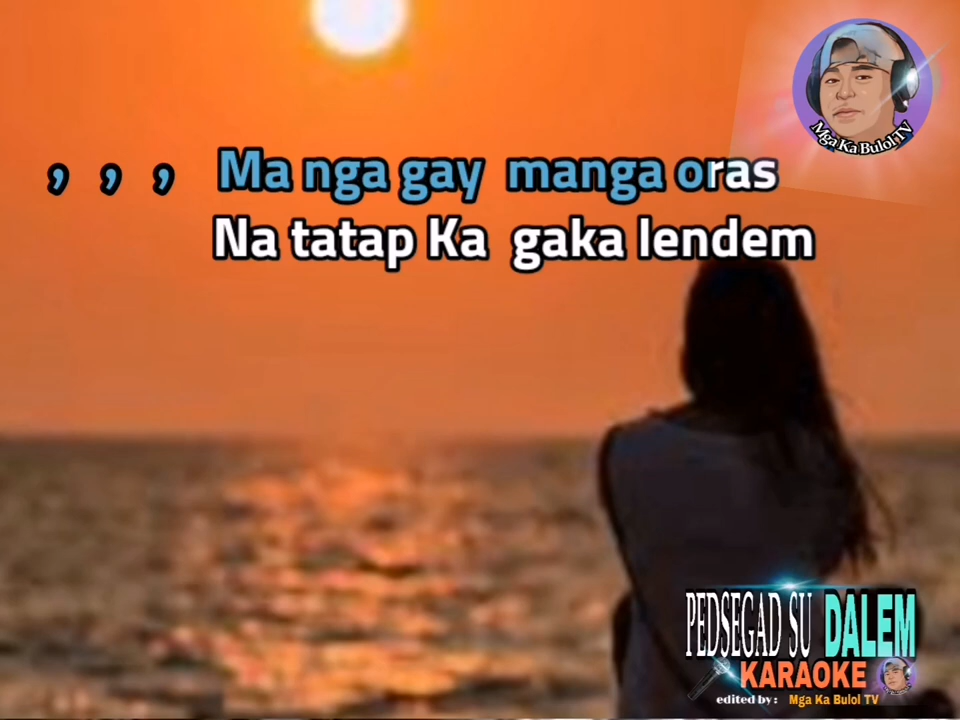 Mga Ka Bulol TV
, , , Ma nga gay manga oras
Na tatap Ka gaka lendem
PEDSEGAD SU DALEM
KARAOKE
edited by : Mga Ka Bulol TV